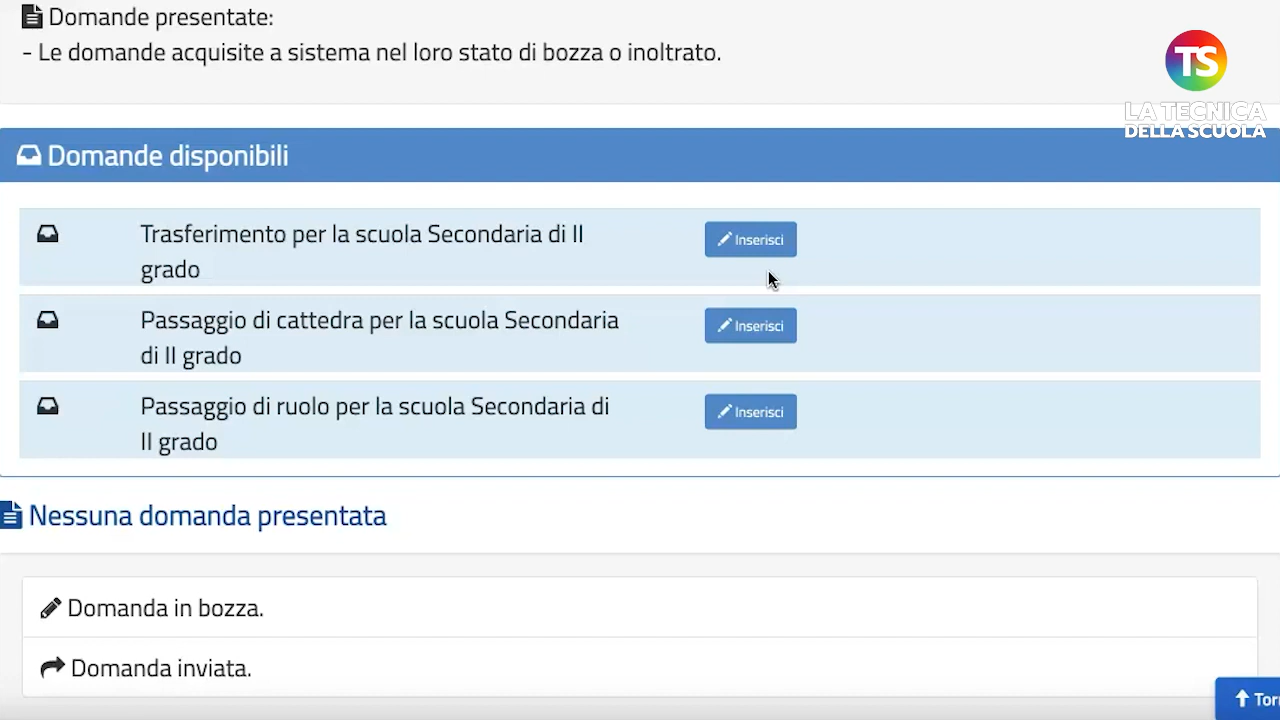 Domande presentate:
- Le domande acquisite a sistema nel loro stato di bozza o inoltrato.
TS
LA TECNICA
DELLA SCUOLA
Domande disponibili
Trasferimento per la scuola Secondaria di II
grado
Inserisci
Passaggio di cattedra per la scuola Secondaria
di II grado
Inserisci
Passaggio di ruolo per la scuola Secondaria di
II grado
Inserisci
Nessuna domanda presentata
Domanda in bozza.
Domanda inviata.